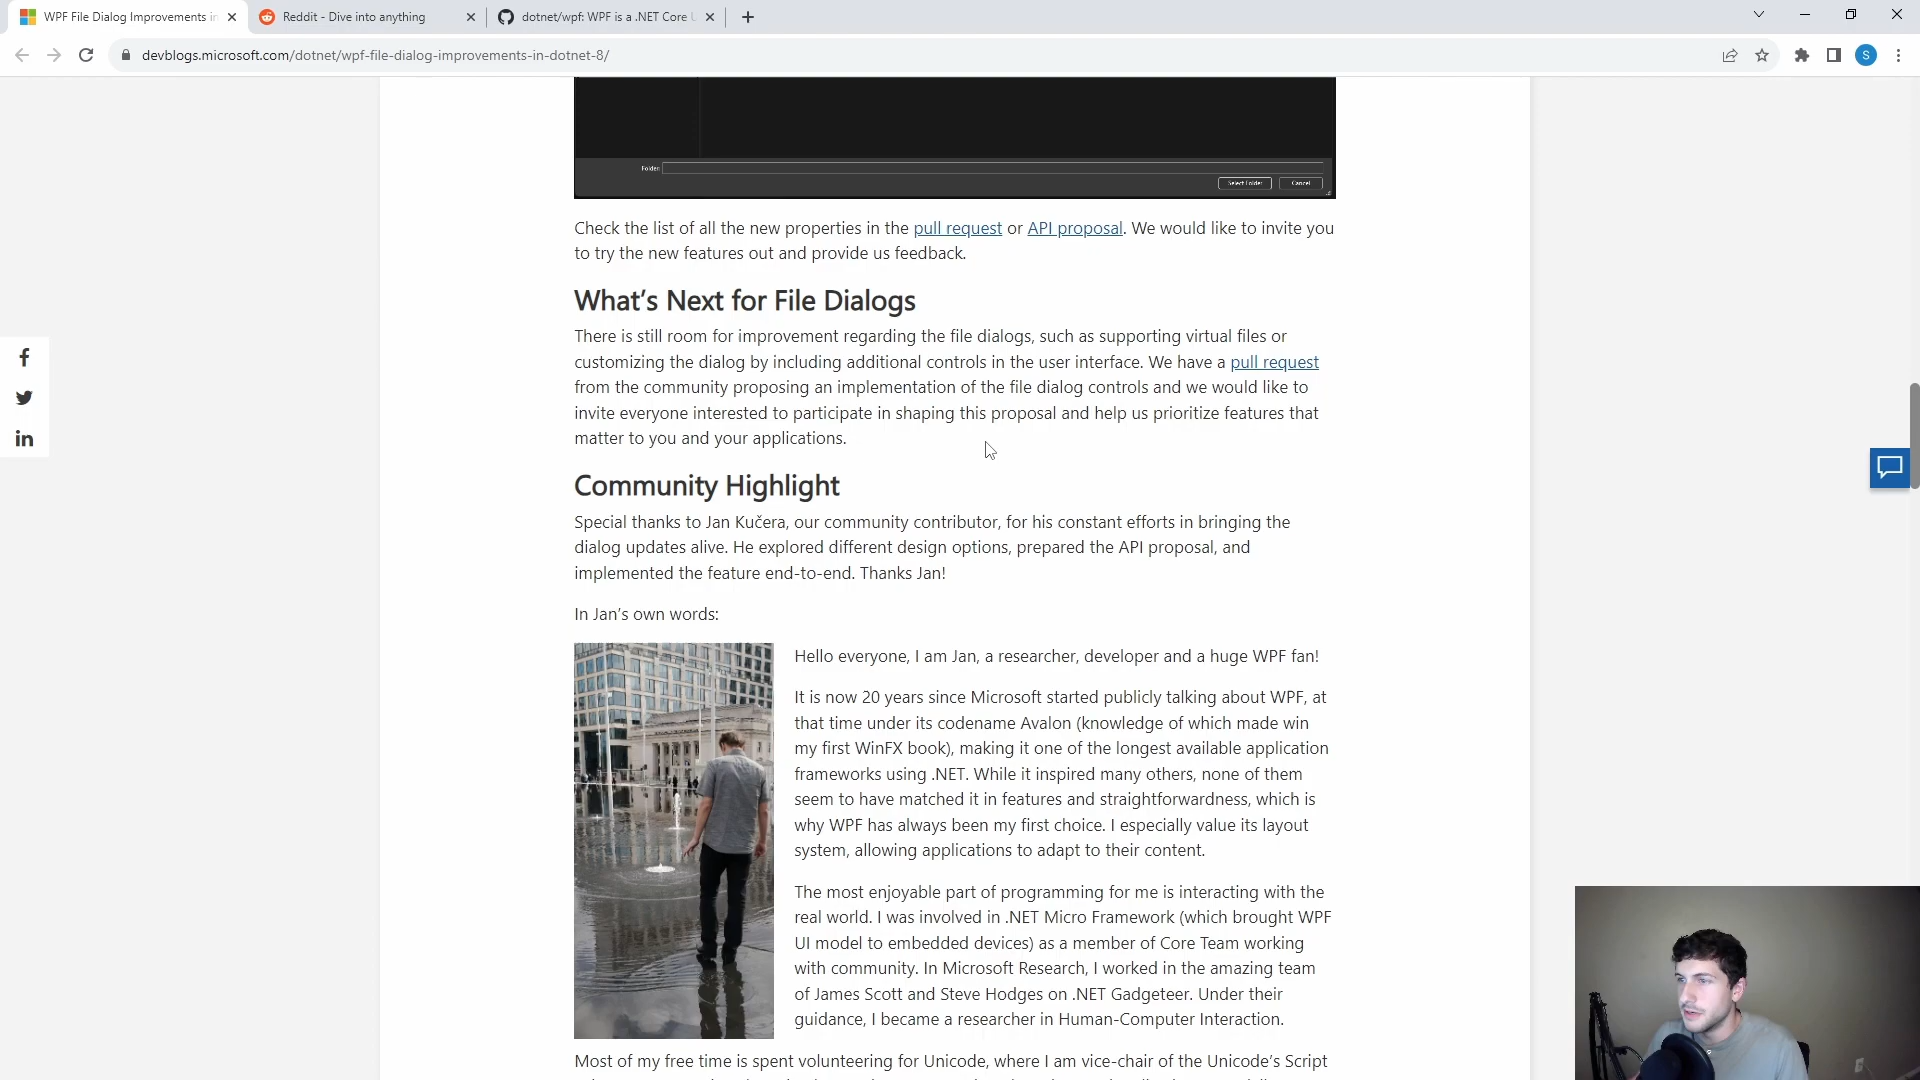 WPF File Dialog Improvements in
Reddit - Dive into anything
dotnet/wpf: WPF is a .NET Core U
devblogs.microsoft.com/dotnet/wpf-file-dialog-improvements-in-dotnet-8/
S
Folder:
Select Folder
Cancel
Check the list of all the new properties in the pull request or API proposal. We would like to invite you
to try the new features out and provide us feedback.
What's Next for File Dialogs
There is still room for improvement regarding the file dialogs, such as supporting virtual files or
customizing the dialog by including additional controls in the user interface. We have a pull request
from the community proposing an implementation of the file dialog controls and we would like to
invite everyone interested to participate in shaping this proposal and help us prioritize features that
matter to you and your applications.
Community Highlight
Special thanks to Jan Kučera, our community contributor, for his constant efforts in bringing the
dialog updates alive. He explored different design options, prepared the API proposal, and
implemented the feature end-to-end. Thanks Jan!
In Jan's own words:
Hello everyone, I am Jan, a researcher, developer and a huge WPF fan!
It is now 20 years since Microsoft started publicly talking about WPF, at
that time under its codename Avalon (knowledge of which made win
my first WinFX book), making it one of the longest available application
frameworks using .NET. While it inspired many others, none of them
seem to have matched it in features and straightforwardness, which is
why WPF has always been my first choice. I especially value its layout
system, allowing applications to adapt to their content.
The most enjoyable part of programming for me is interacting with the
real world. I was involved in .NET Micro Framework (which brought WPF
UI model to embedded devices) as a member of Core Team working
with community. In Microsoft Research, I worked in the amazing team
of James Scott and Steve Hodges on .NET Gadgeteer. Under their
guidance, I became a researcher in Human-Computer Interaction.
Most of my free time is spent volunteering for Unicode, where I am vice-chair of the Unicode's Script